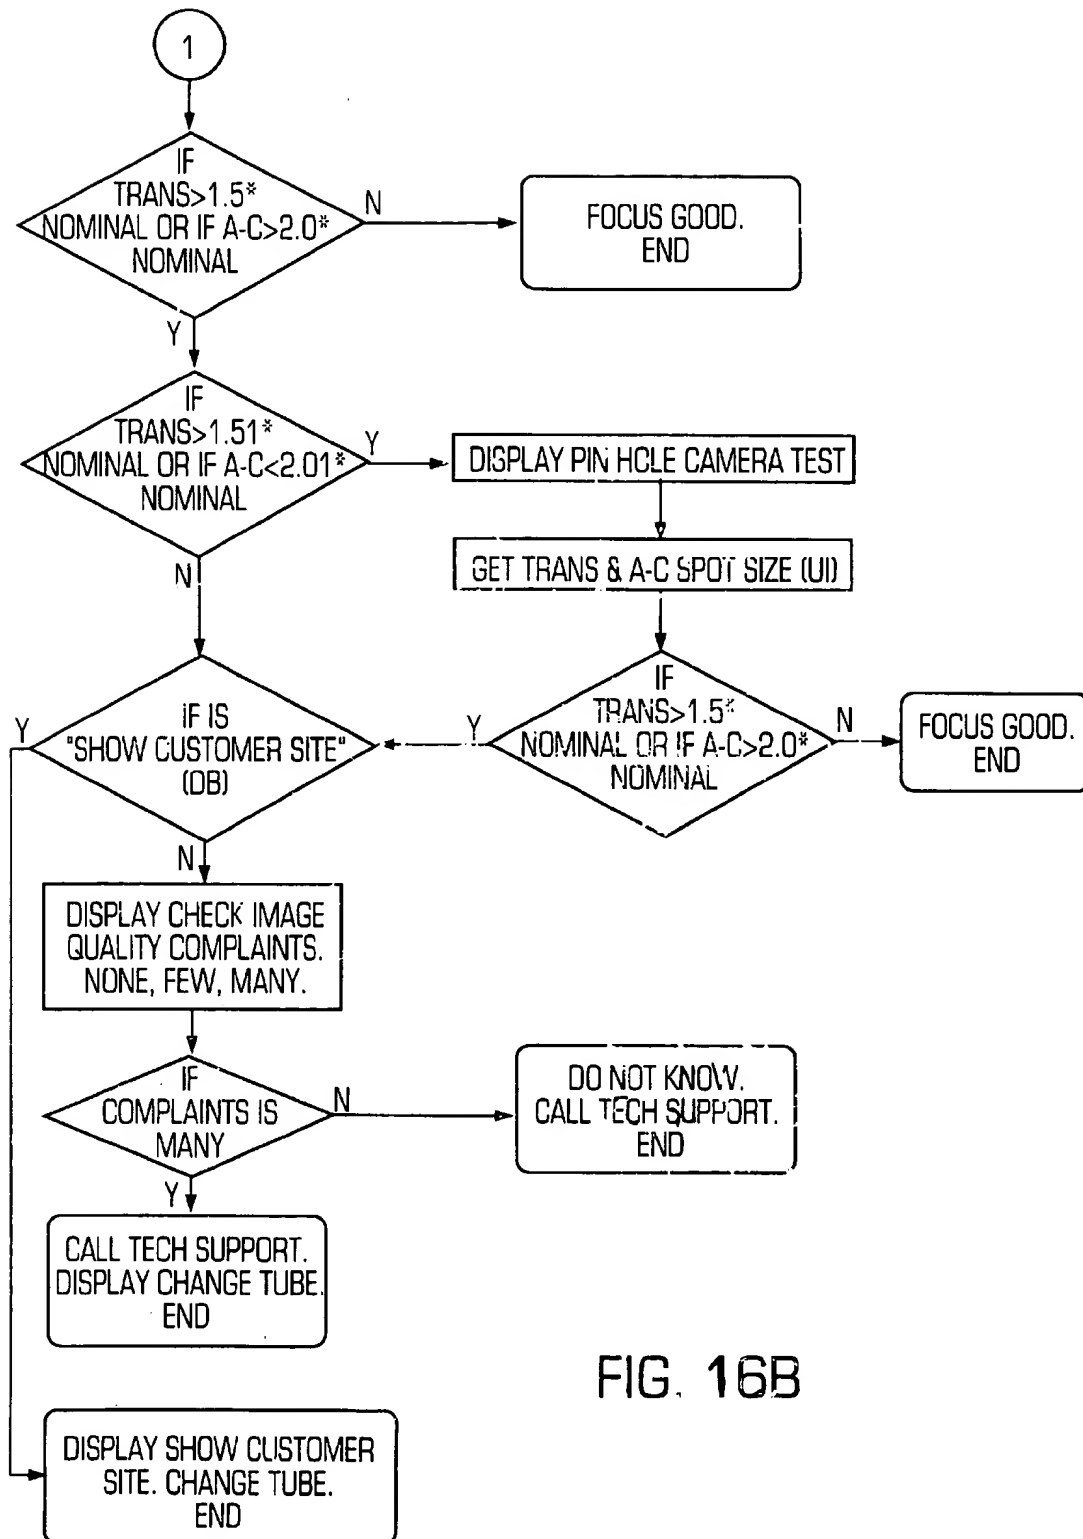 1
IF
TRANS>1.5*
NOMINAL OR IF A-C>2.0*
NOMINAL
N
FOCUS GOOD.
END
Y
IF
TRANS>1.51*
NOMINAL OR IF A-C<2.01*
NOMINAL
Y
DISPLAY PIN HOLE CAMERA TEST
N
GET TRANS & A-C SPOT SIZE (UI)
IF
TRANS>1.5*
NOMINAL OR IF A-C>2.0*
NOMINAL
Y
N
FOCUS GOOD.
END
IF IS
"SHOW CUSTOMER SITE"
(DB)
Y
N
DISPLAY CHECK IMAGE
QUALITY COMPLAINTS.
NONE, FEW, MANY.
IF
COMPLAINTS IS
MANY
N
DO NOT KNOW.
CALL TECH SUPPORT.
END
Y
CALL TECH SUPPORT.
DISPLAY CHANGE TUBE.
END
DISPLAY SHOW CUSTOMER
SITE. CHANGE TUBE.
END
FIG. 16B